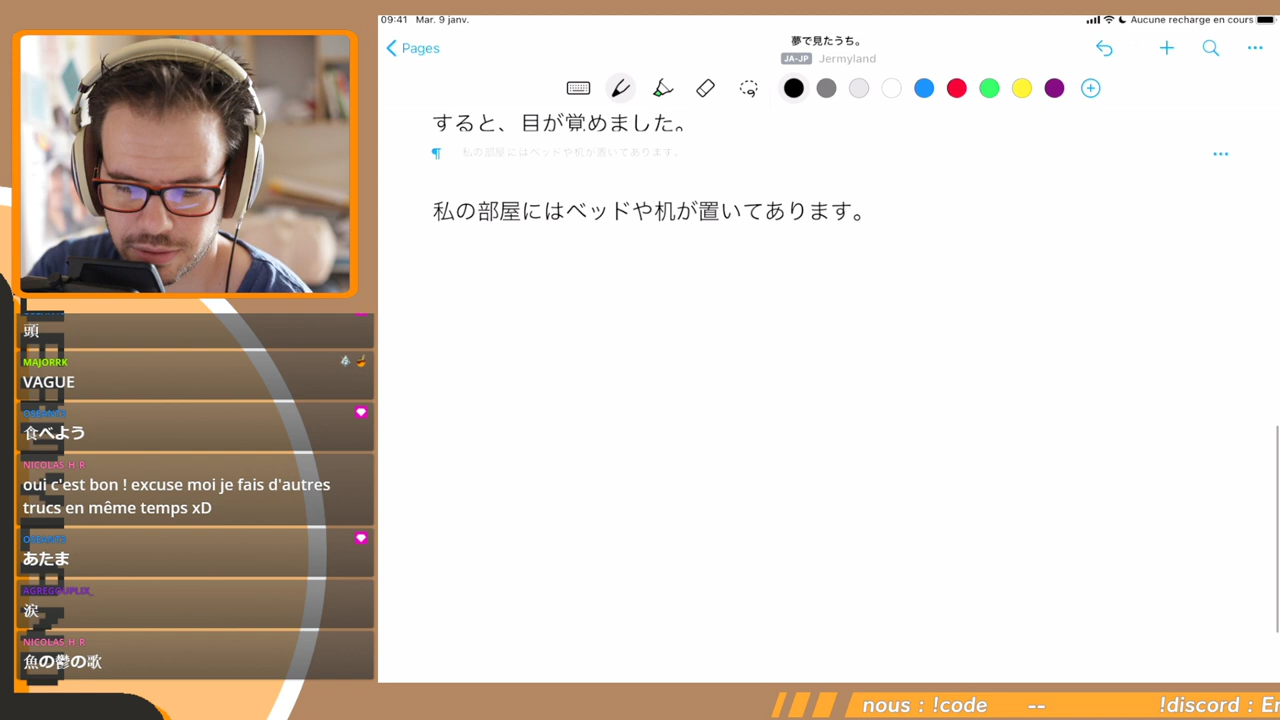 09:41 Mar. 9 janv.
Aucune recharge en cours
Pages
夢で見たうち。
JA-JP Jermyland
すると、目が覚めました。
私の部屋にはベッドや机が置いてあります。
私の部屋にはベッドや机が置いてあります。
頭
MAJORRK
VAGUE
食べよう
NICOLAS H R
oui c'est bon ! excuse moi je fais d'autres
trucs en même temps xD
あたま
AGREGOUPLIX_
涙
NICOLAS H R
魚の鬱の歌
nous : !code -- !discord : Er